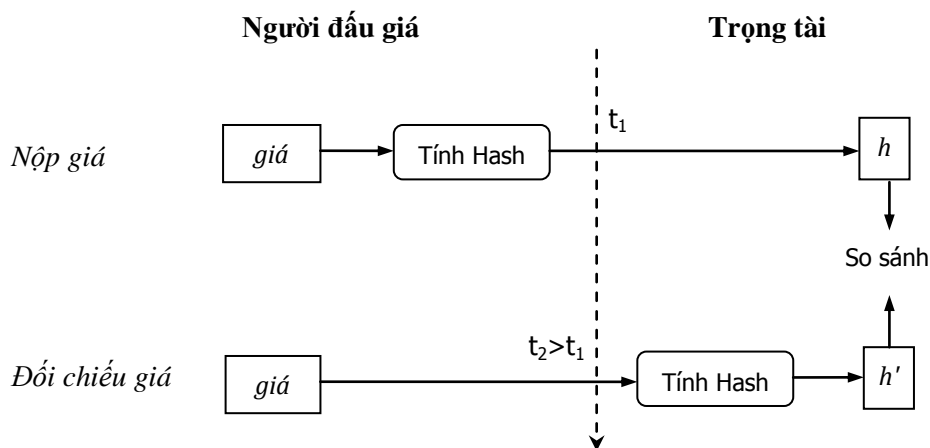 Người đấu giá
Trọng tài
t1
Nộp giá
giá
Tính Hash
h
So sánh
t2>t1
Đối chiếu giá
giá
Tính Hash
h'